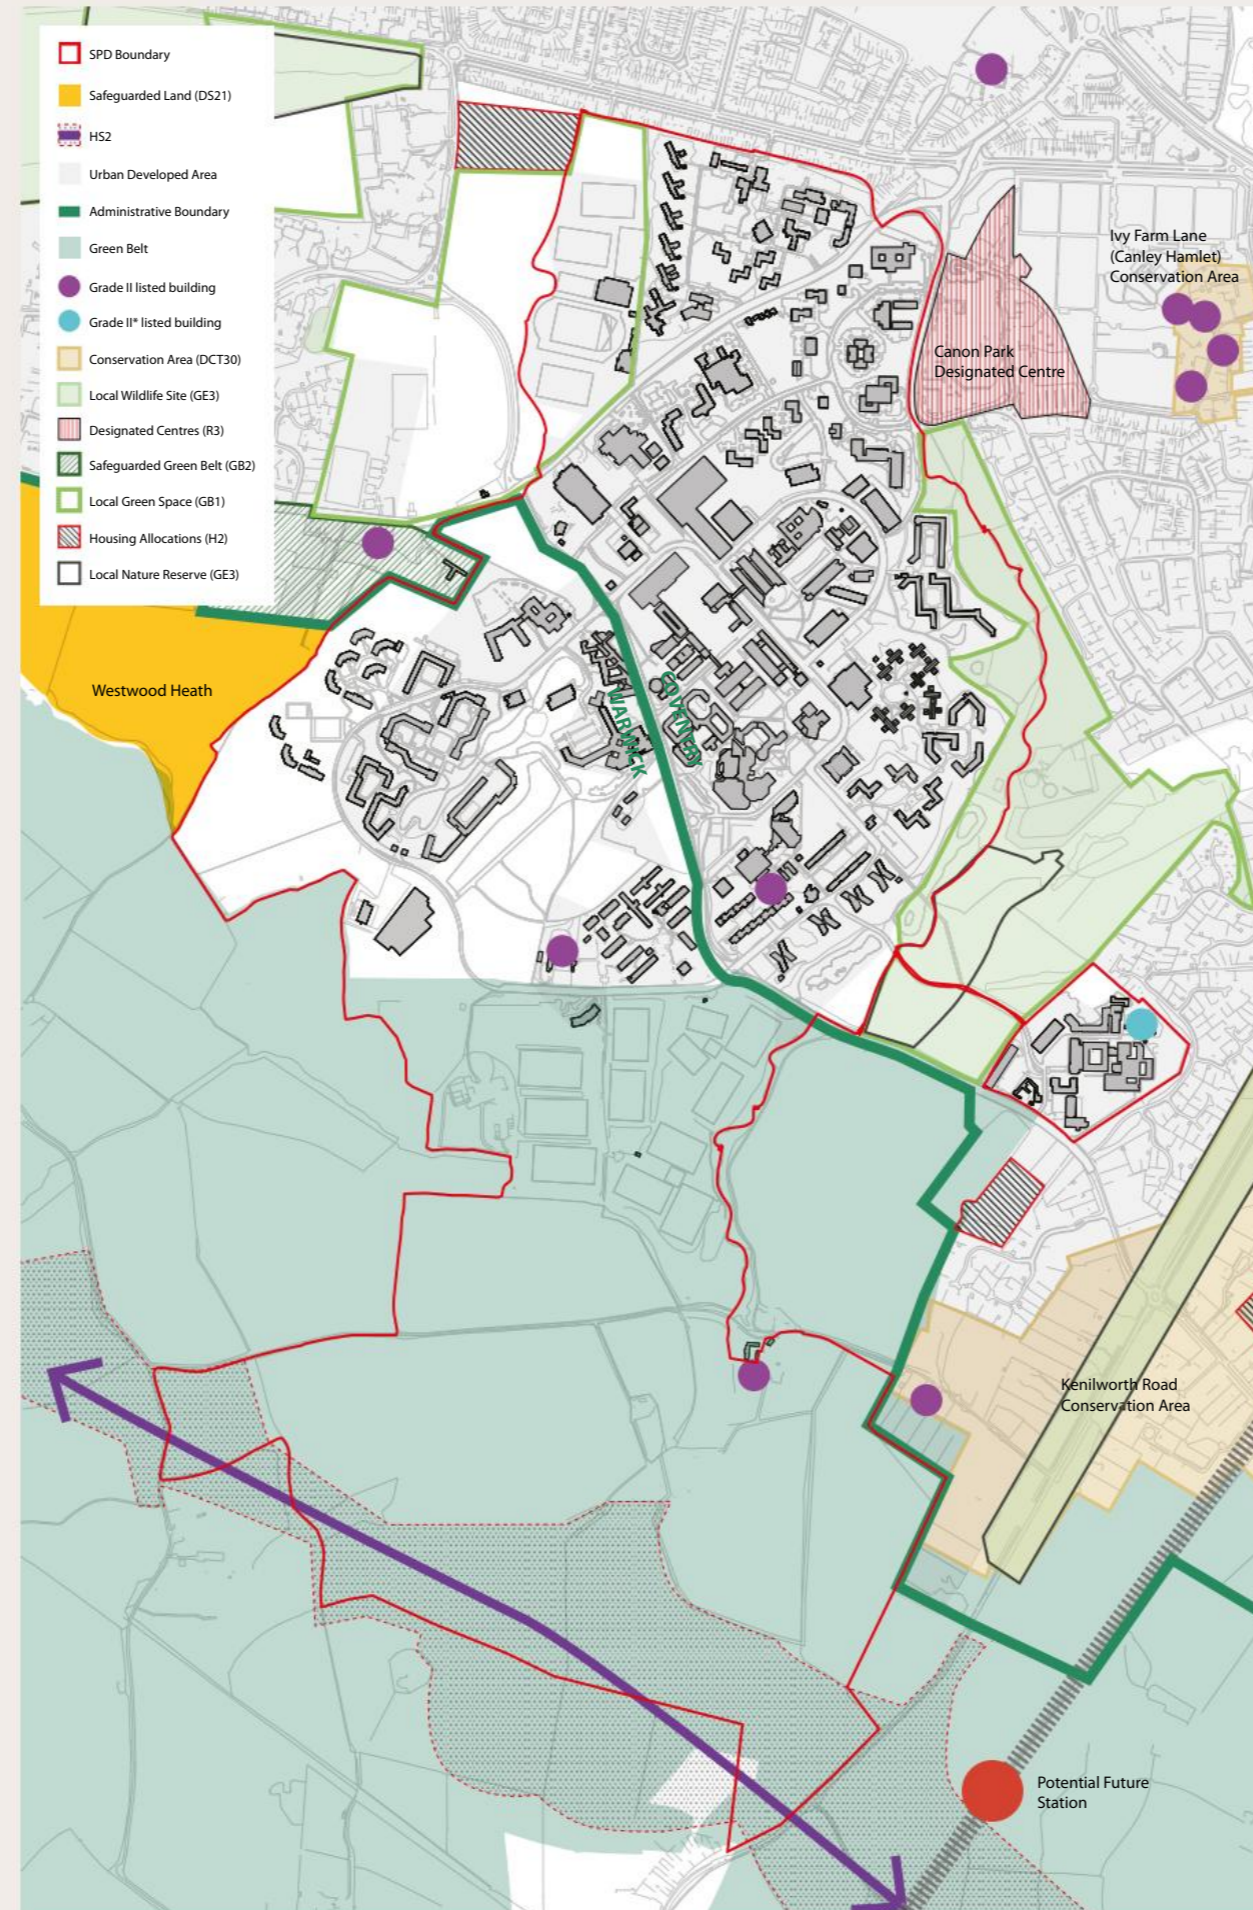 SPD Boundary
Safeguarded Land (DS21)
HS2
Urban Developed Area
Administrative Boundary
Green Belt
Grade II listed building
Grade II* listed building
Conservation Area (DCT30)
Local Wildlife Site (GE3)
Designated Centres (R3)
Safeguarded Green Belt (GB2)
Local Green Space (GB1)
Housing Allocations (H2)
Local Nature Reserve (GE3)
Ivy Farm Lane
(Canley Hamlet)
Conservation Area
Canon Park
Designated Centre
Westwood Heath
WARWICK
COVENTRY
Kenilworth Road
Conservation Area
Potential Future
Station